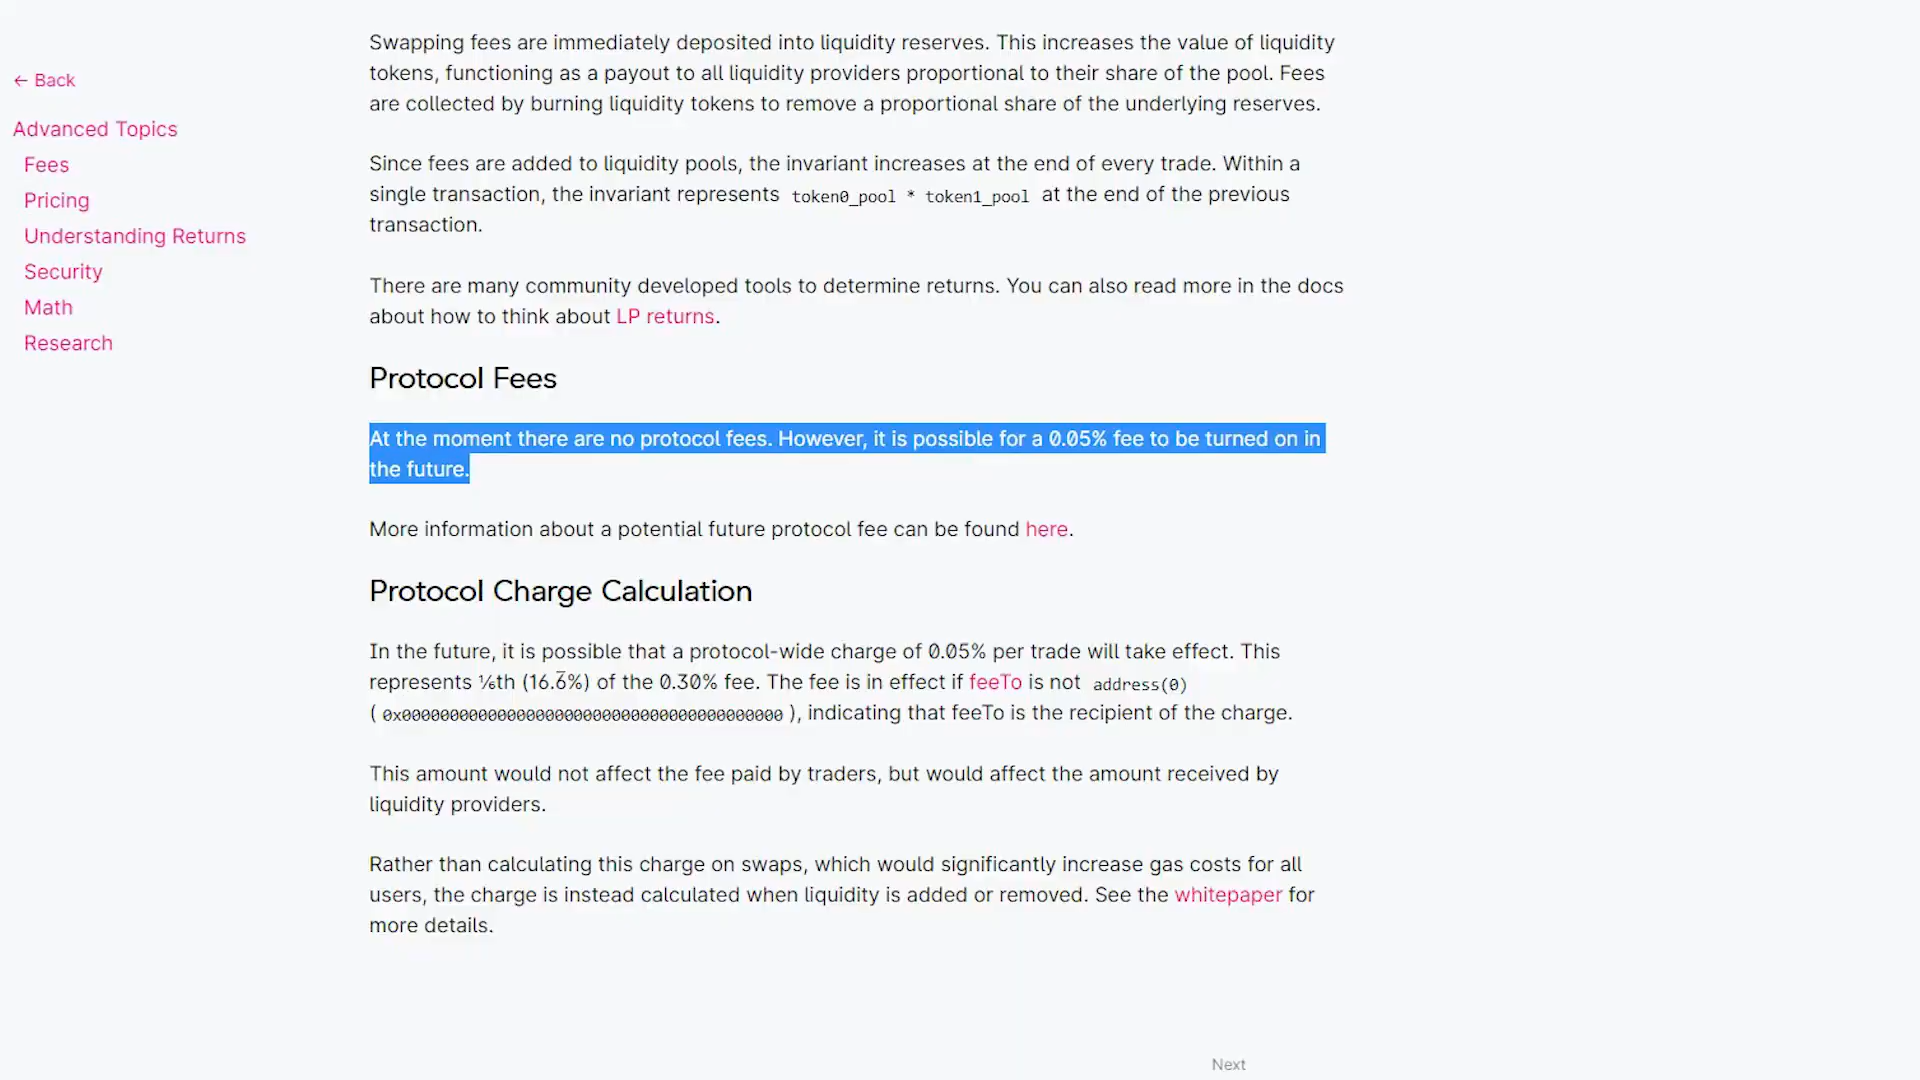 ← Back
Advanced Topics
Fees
Pricing
Understanding Returns
Security
Math
Research
Swapping fees are immediately deposited into liquidity reserves. This increases the value of liquidity
tokens, functioning as a payout to all liquidity providers proportional to their share of the pool. Fees
are collected by burning liquidity tokens to remove a proportional share of the underlying reserves.
Since fees are added to liquidity pools, the invariant increases at the end of every trade. Within a
single transaction, the invariant represents token0_pool * token1_pool at the end of the previous
transaction.
There are many community developed tools to determine returns. You can also read more in the docs
about how to think about LP returns.
Protocol Fees
At the moment there are no protocol fees. However, it is possible for a 0.05% fee to be turned on in
the future.
More information about a potential future protocol fee can be found here.
Protocol Charge Calculation
In the future, it is possible that a protocol-wide charge of 0.05% per trade will take effect. This
represents ⅙th (16.6̅%) of the 0.30% fee. The fee is in effect if feeTo is not address(0)
( 0x0000000000000000000000000000000000000000 ), indicating that feeTo is the recipient of the charge.
This amount would not affect the fee paid by traders, but would affect the amount received by
liquidity providers.
Rather than calculating this charge on swaps, which would significantly increase gas costs for all
users, the charge is instead calculated when liquidity is added or removed. See the whitepaper for
more details.
Next